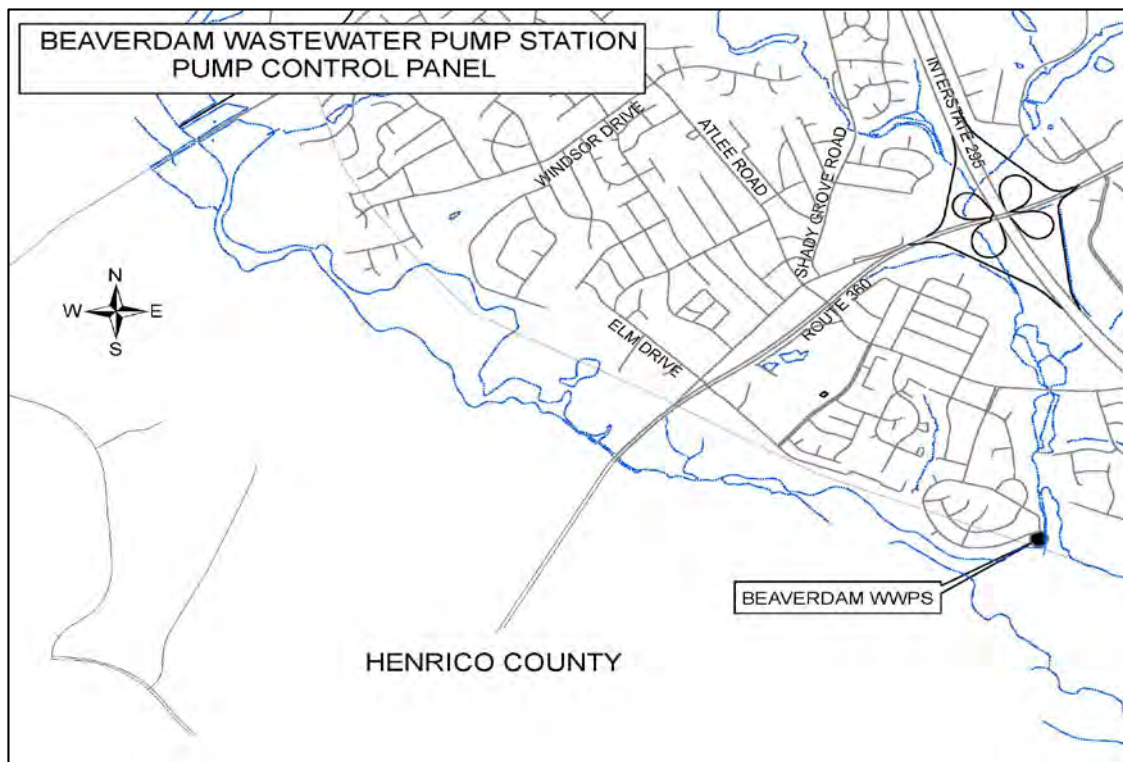 BEAVERDAM WASTEWATER PUMP STATION
PUMP CONTROL PANEL
INTERSTATE 295
WINDSOR DRIVE
ATLEE ROAD
SHADY GROVE ROAD
N
W E
S
ROUTE 360
ELM DRIVE
BEAVERDAM WWPS
HENRICO COUNTY